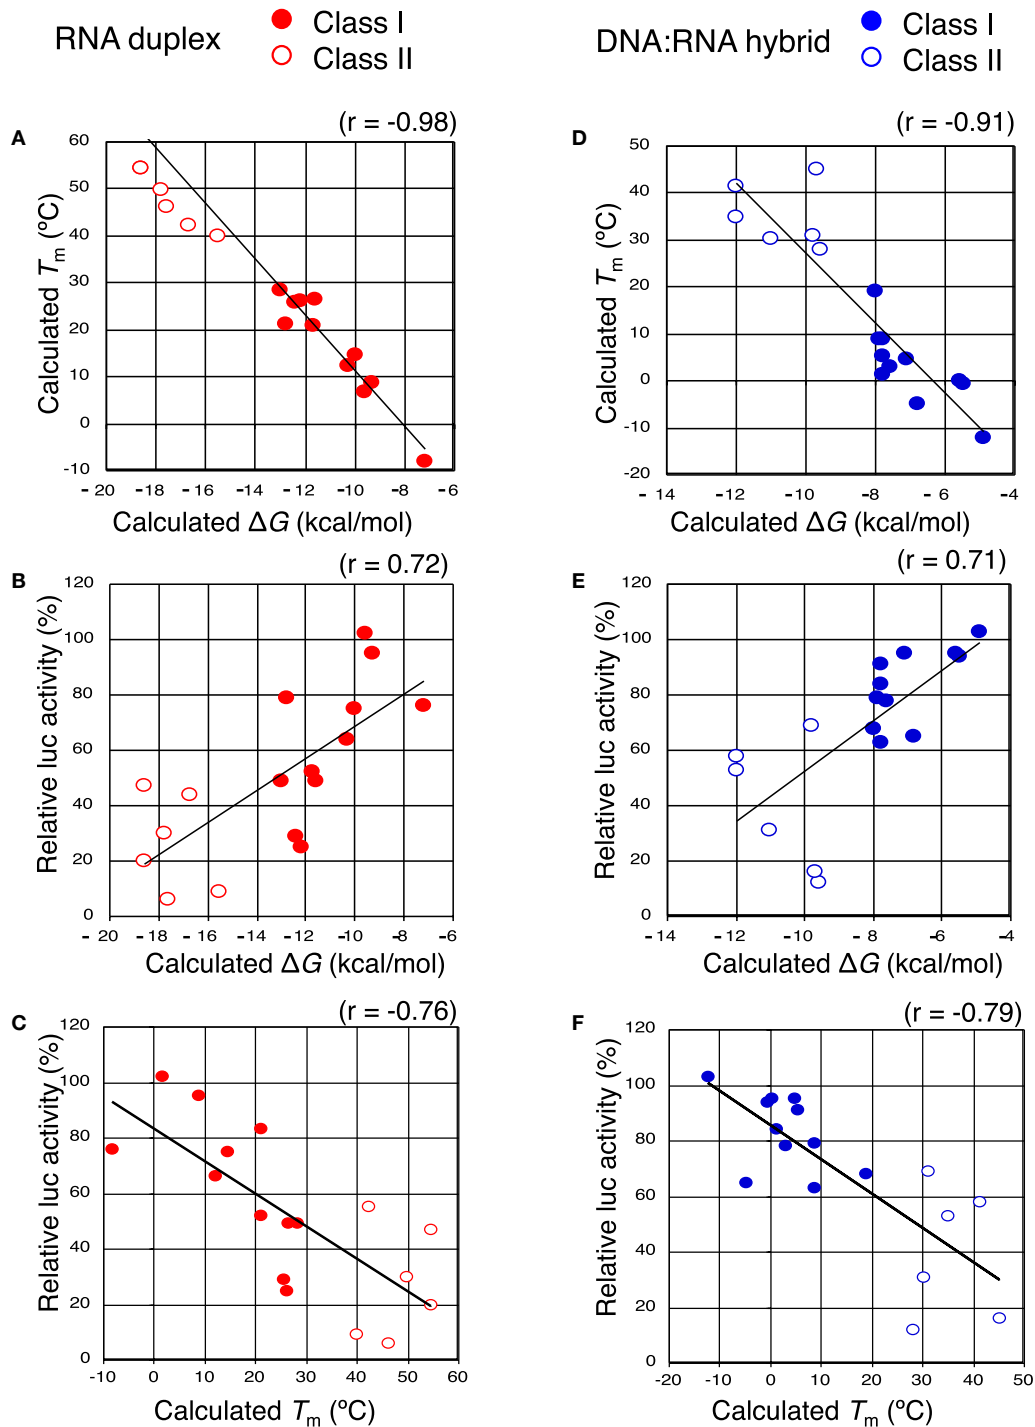 RNA duplex
Class I
Class II
DNA:RNA hybrid
Class I
Class II
A
(r = -0.98)
60
50
40
30
20
10
0
-10
Calculated Tm (ºC)
- 20 - 18 - 16 - 14 - 12 - 10 - 8 - 6
Calculated ΔG (kcal/mol)
D
(r = -0.91)
50
40
30
20
10
0
-10
-20
Calculated Tm (ºC)
- 14 -12 -10 -8 - 6 - 4
Calculated ΔG (kcal/mol)
B
(r = 0.72)
120
100
80
60
40
20
0
Relative luc activity (%)
- 20 - 18 - 16 - 14 - 12 - 10 -8 -6
Calculated ΔG (kcal/mol)
E
(r = 0.71)
120
100
80
60
40
20
0
Relative luc activity (%)
-14 -12 -10 -8 -6 -4
Calculated ΔG (kcal/mol)
C
(r = -0.76)
120
100
80
60
40
20
0
Relative luc activity (%)
-10 0 10 20 30 40 50 60
Calculated Tm (ºC)
F
(r = -0.79)
120
100
80
60
40
20
0
Relative luc activity (%)
-20 -10 0 10 20 30 40 50
Calculated Tm (ºC)